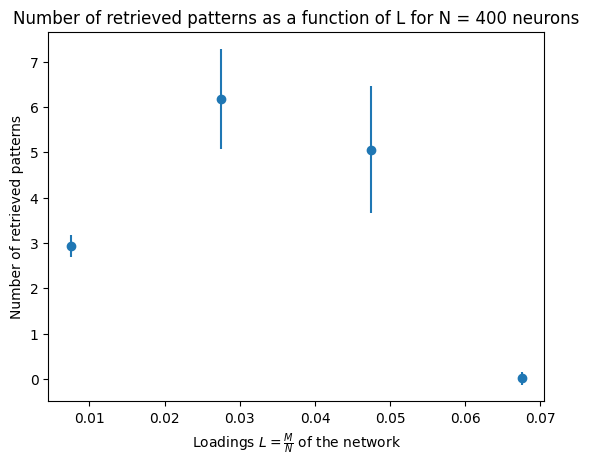 Number of retrieved patterns as a function of L for N = 400 neurons
Number of retrieved patterns
7
6
5
4
3
2
1
0
0.01 0.02 0.03 0.04 0.05 0.06 0.07
Loadings L = M/N of the network